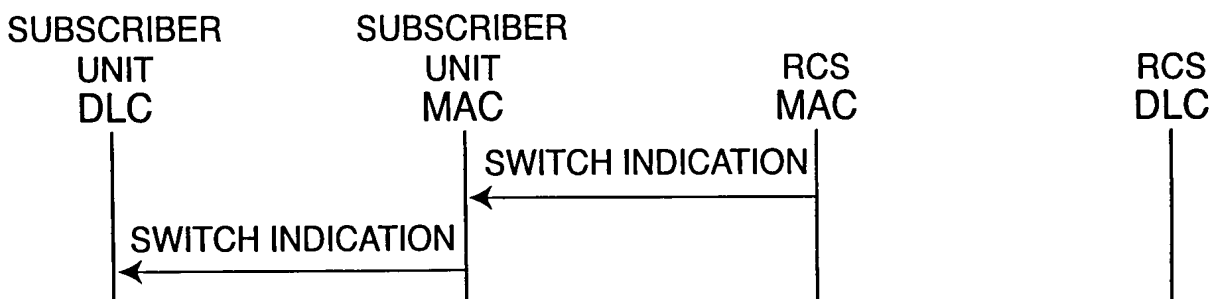 SUBSCRIBER
UNIT
DLC
SUBSCRIBER
UNIT
MAC
RCS
MAC
RCS
DLC
SWITCH INDICATION
SWITCH INDICATION